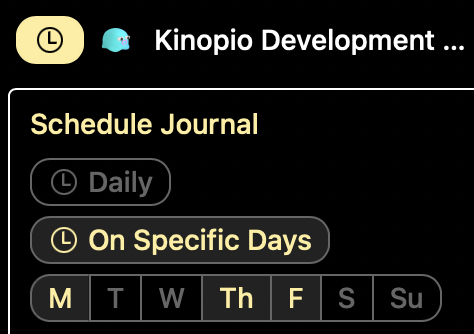 Kinopio Development ...
Schedule Journal
Daily
On Specific Days
M T W Th F S Su